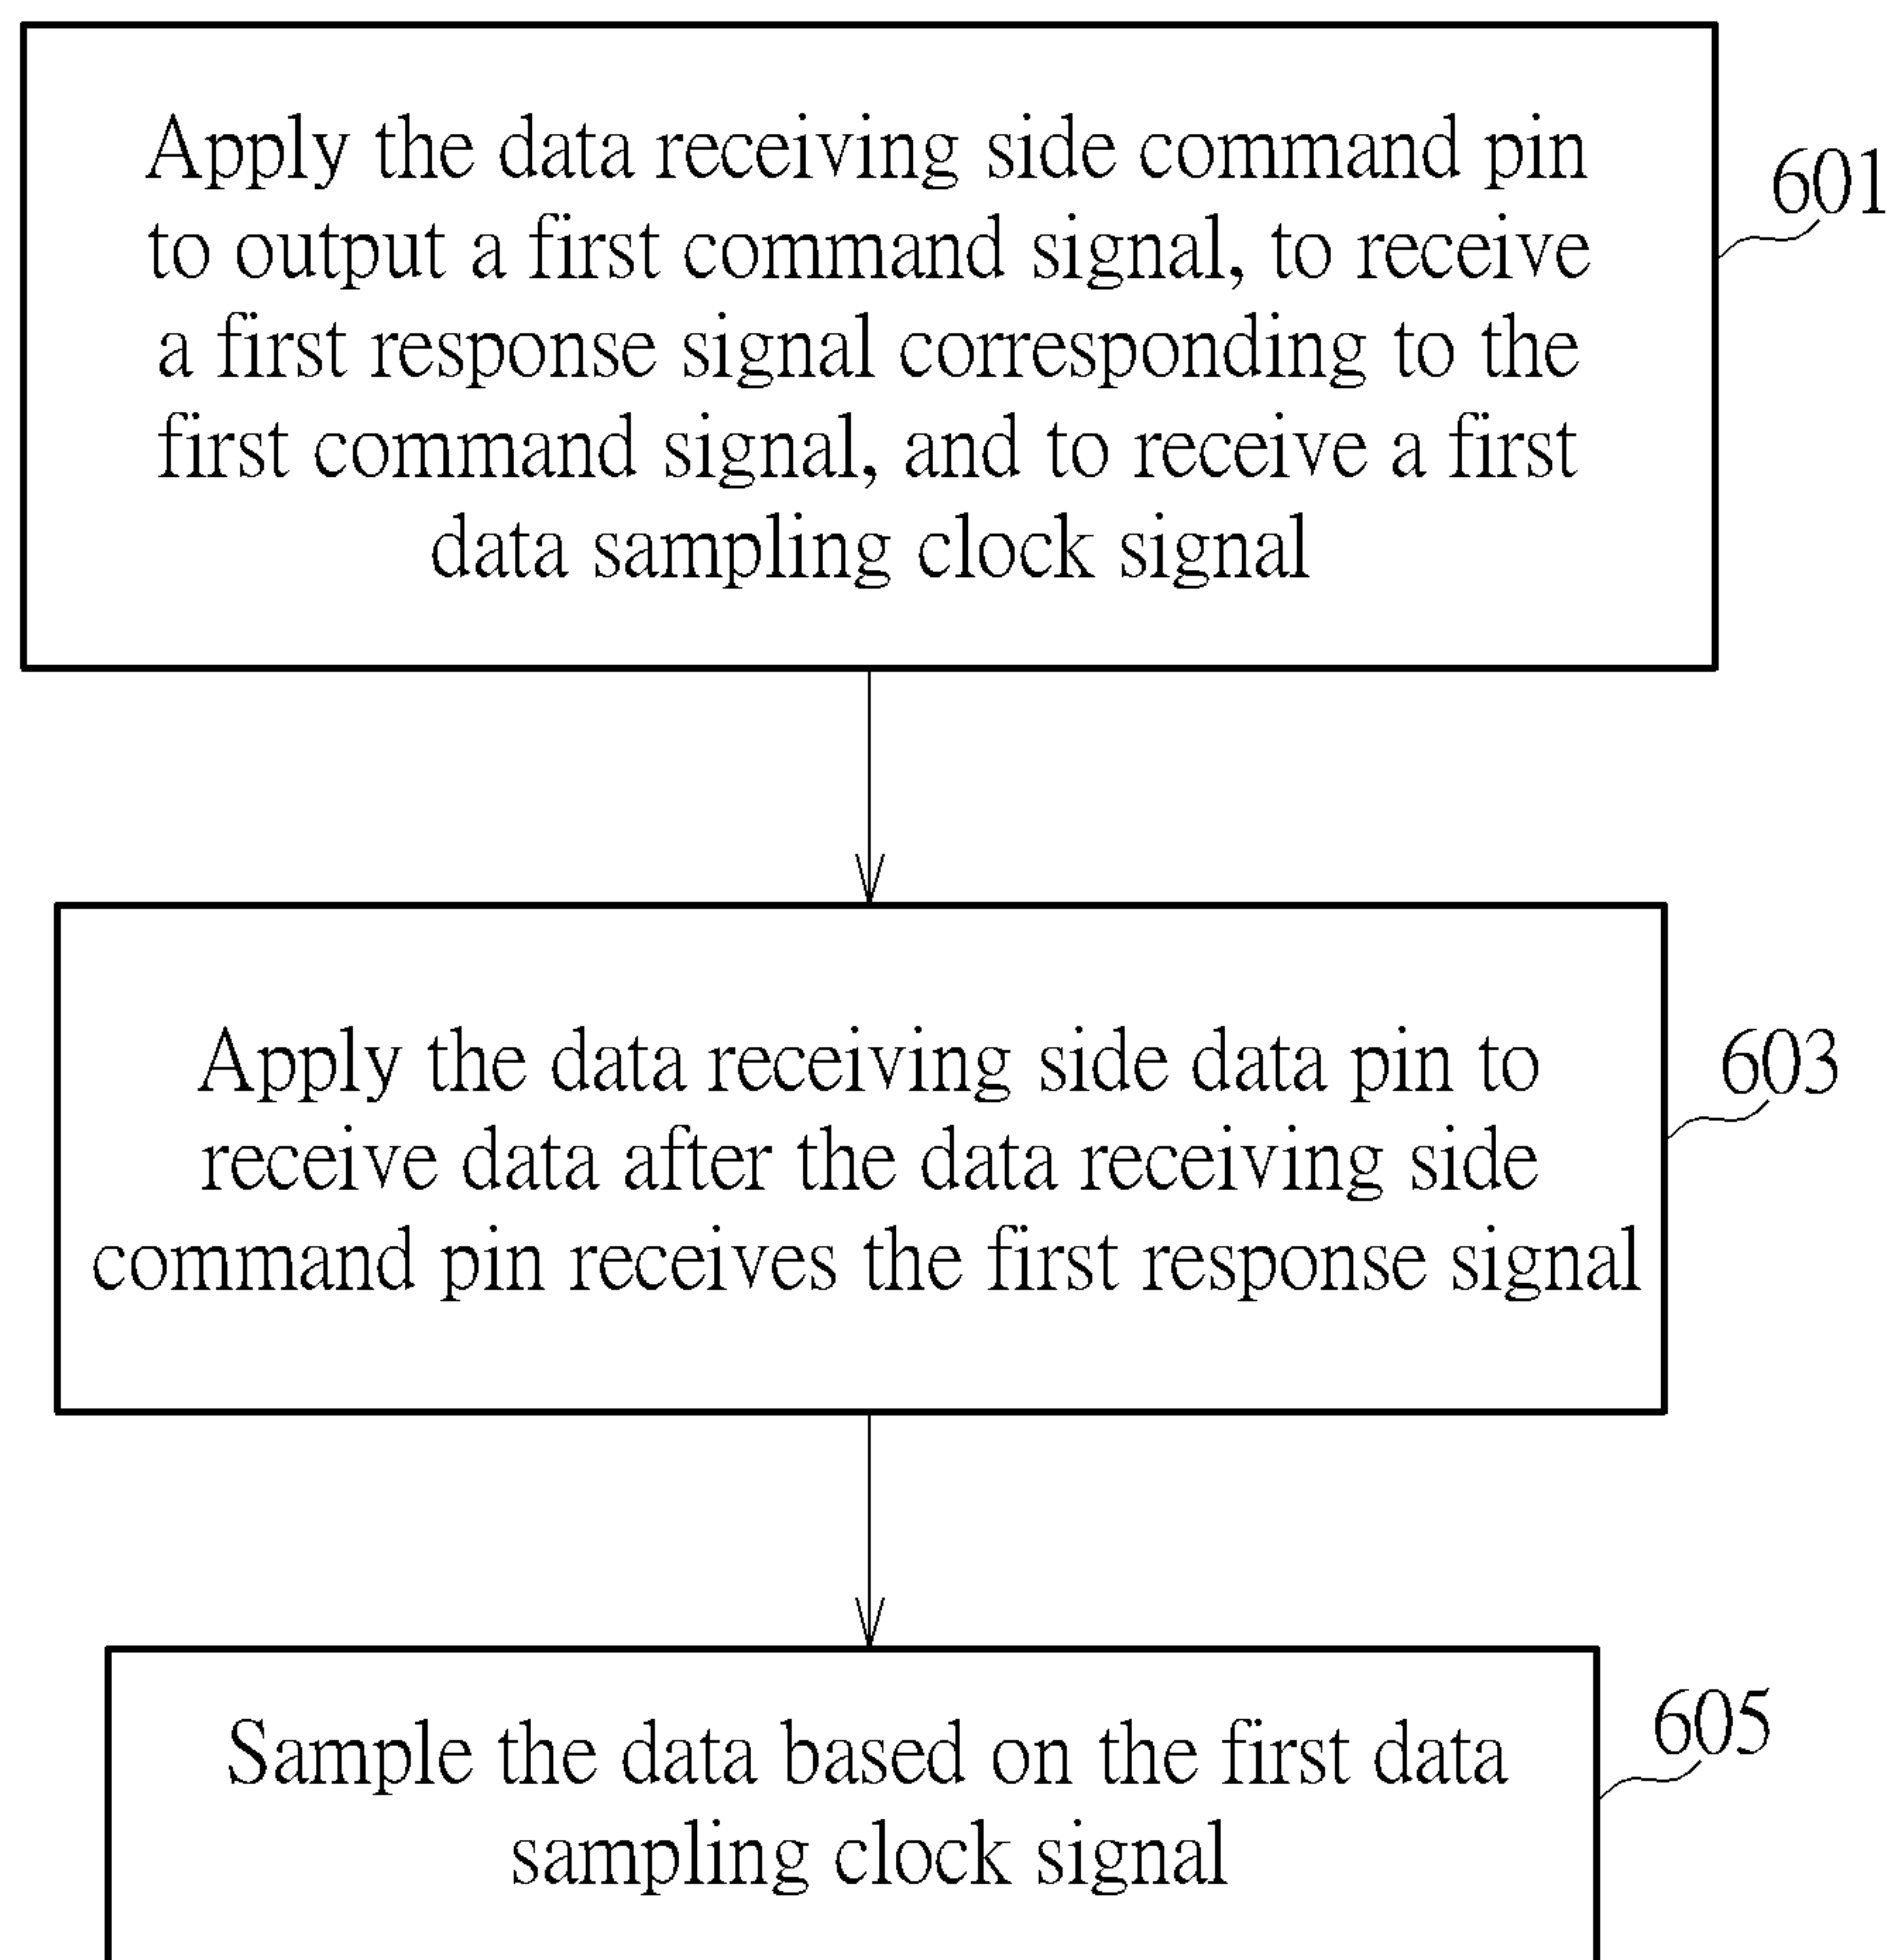 Apply the data receiving side command pin
to output a first command signal, to receive
a first response signal corresponding to the
first command signal, and to receive a first
data sampling clock signal
601
Apply the data receiving side data pin to
receive data after the data receiving side
command pin receives the first response signal
603
Sample the data based on the first data
sampling clock signal
605